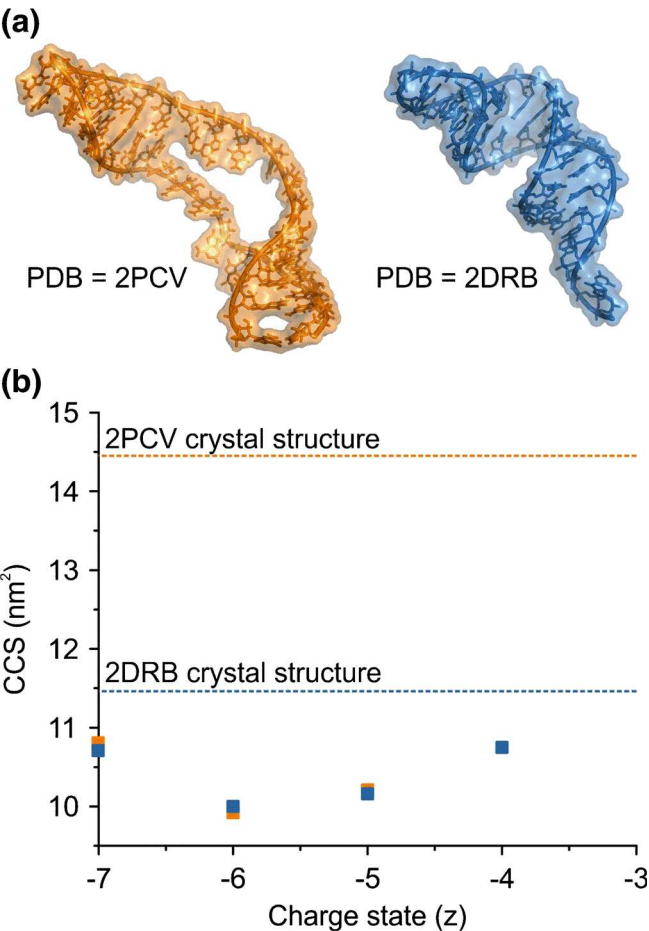 (a)
PDB = 2PCV
PDB = 2DRB
(b)
15
2PCV crystal structure
14
13
CCS (nm²)
12
2DRB crystal structure
11
10
-7 -6 -5 -4 -3
Charge state (z)